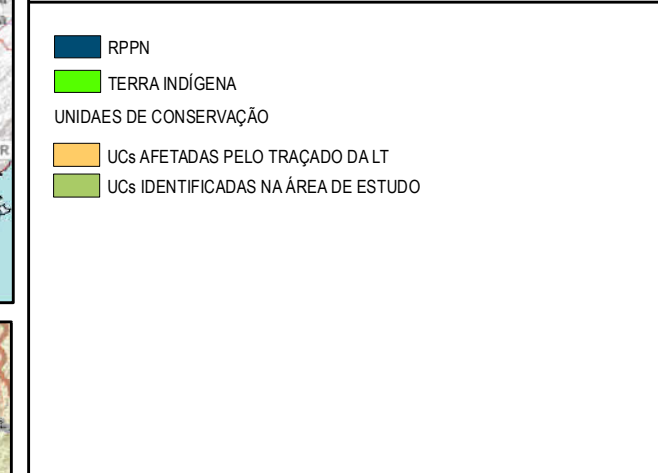 RPPN
TERRA INDÍGENA
UNIDAES DE CONSERVAÇÃO
UCs AFETADAS PELO TRAÇADO DA LT
UCs IDENTIFICADAS NA ÁREA DE ESTUDO